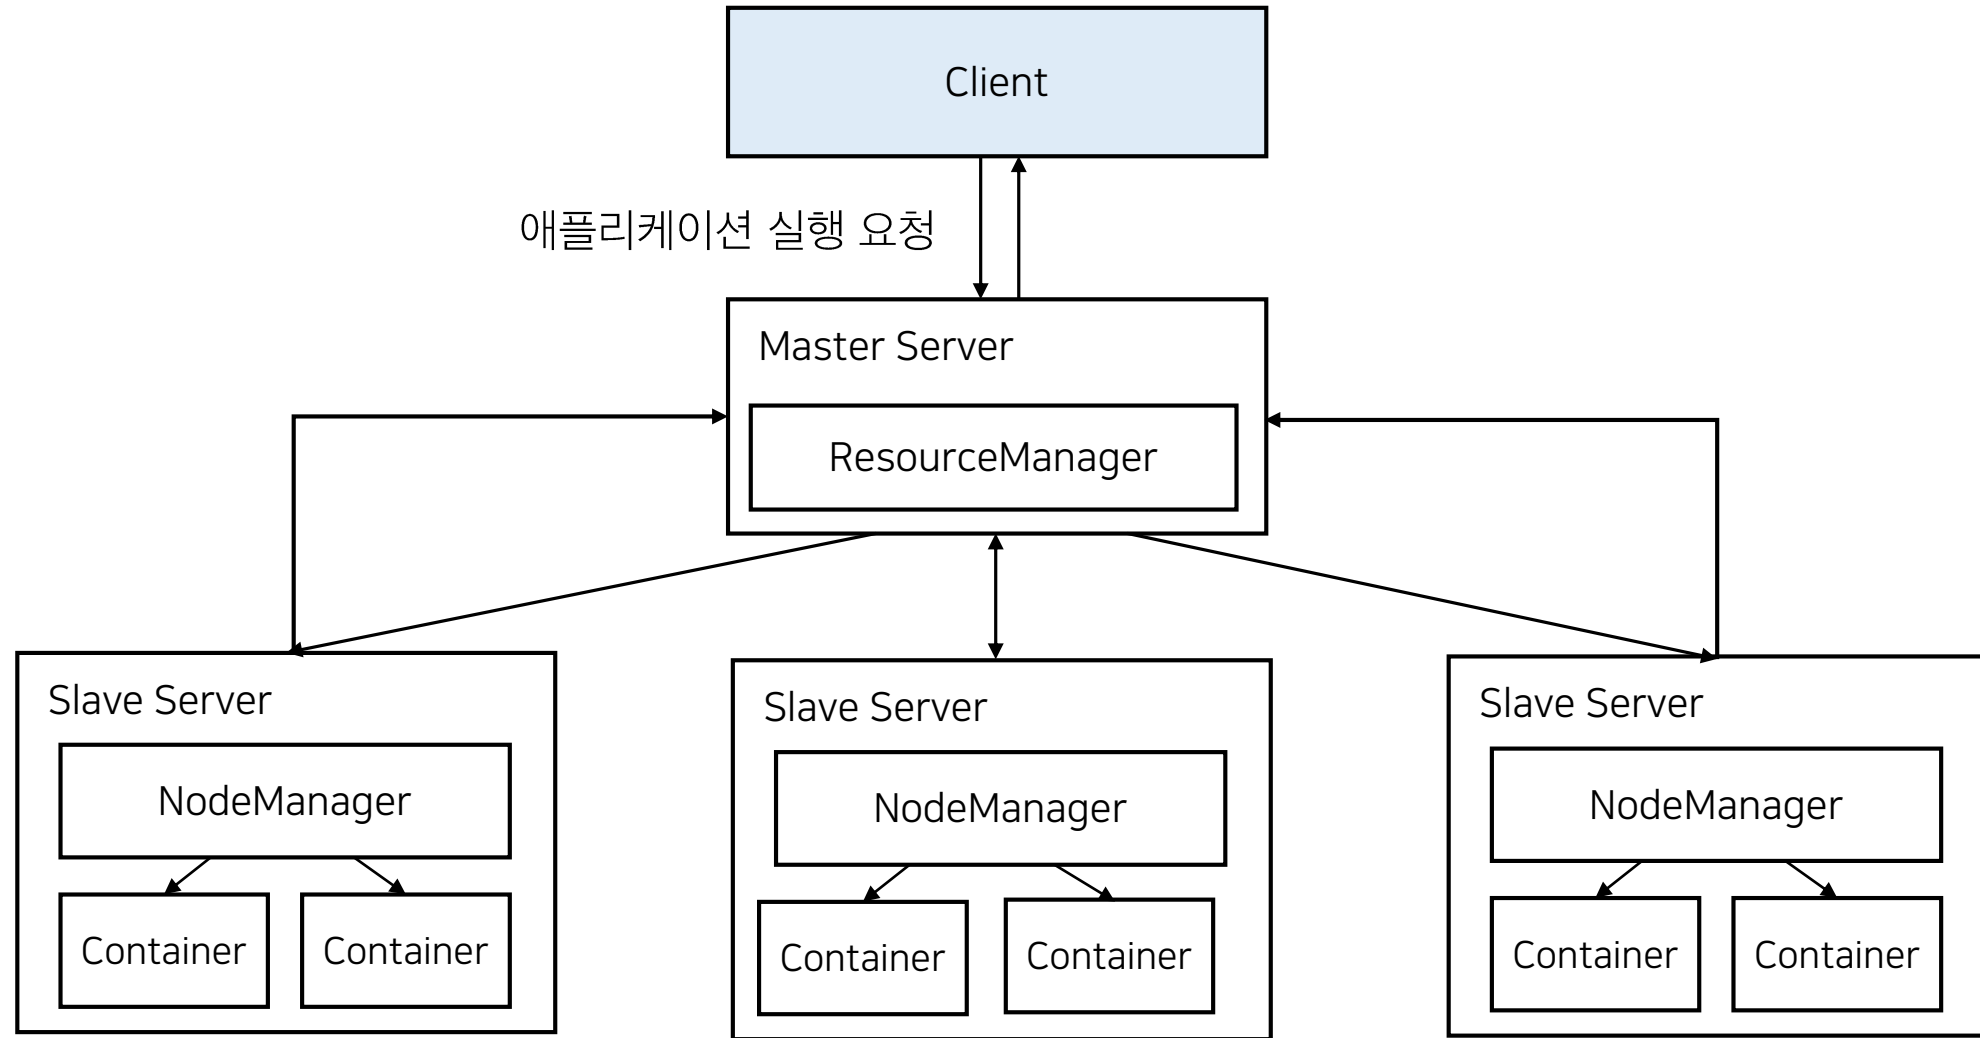 Client
애플리케이션 실행 요청
Master Server
ResourceManager
Slave Server
NodeManager
Container
Container
Slave Server
NodeManager
Container
Container
Slave Server
NodeManager
Container
Container